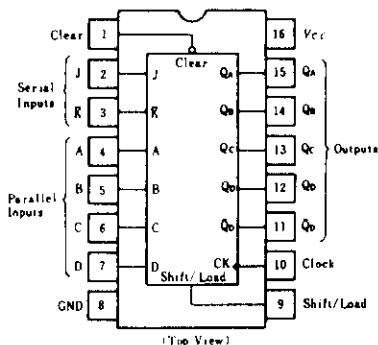 Clear 1 16 Vcc
Clear
J 2 J QA 15 QA
Serial Inputs
K̅ 3 K̅ QB 14 QB
A 4 A QC 13 QC
Outputs
B 5 B QD 12 QD
Parallel Inputs
C 6 C Q̅D 11 Q̅D
D 7 D CK 10 Clock
Shift/Load
GND 8 9 Shift/Load
(Top View)